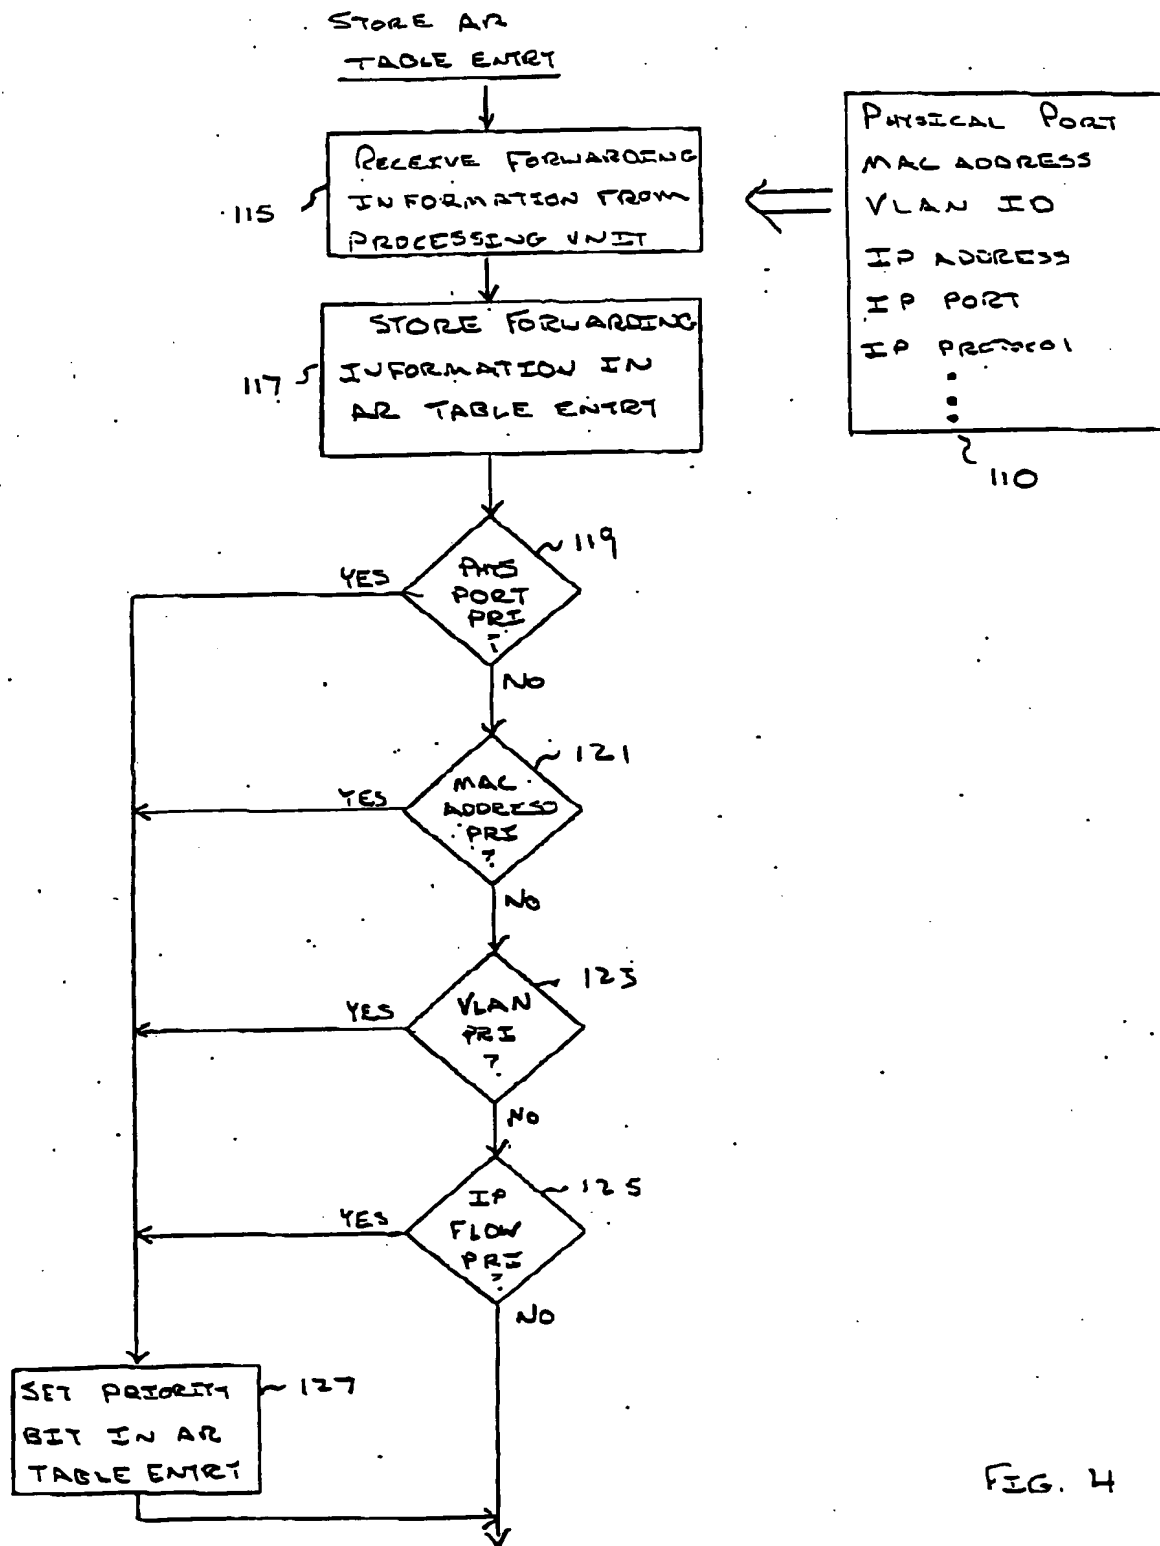 STORE AR
TABLE ENTRY
RECEIVE FORWARDING
INFORMATION FROM
PROCESSING UNIT
115
PHYSICAL PORT
MAC ADDRESS
VLAN ID
IP ADDRESS
IP PORT
IP PROTOCOL
110
STORE FORWARDING
INFORMATION IN
AR TABLE ENTRY
117
119
PHYS
PORT
PRI
?
YES
NO
121
MAC
ADDRESS
PRI
?
YES
NO
123
VLAN
PRI
?
YES
NO
125
IP
FLOW
PRI
?
YES
NO
SET PRIORITY
BIT IN AR
TABLE ENTRY
127
FIG. 4